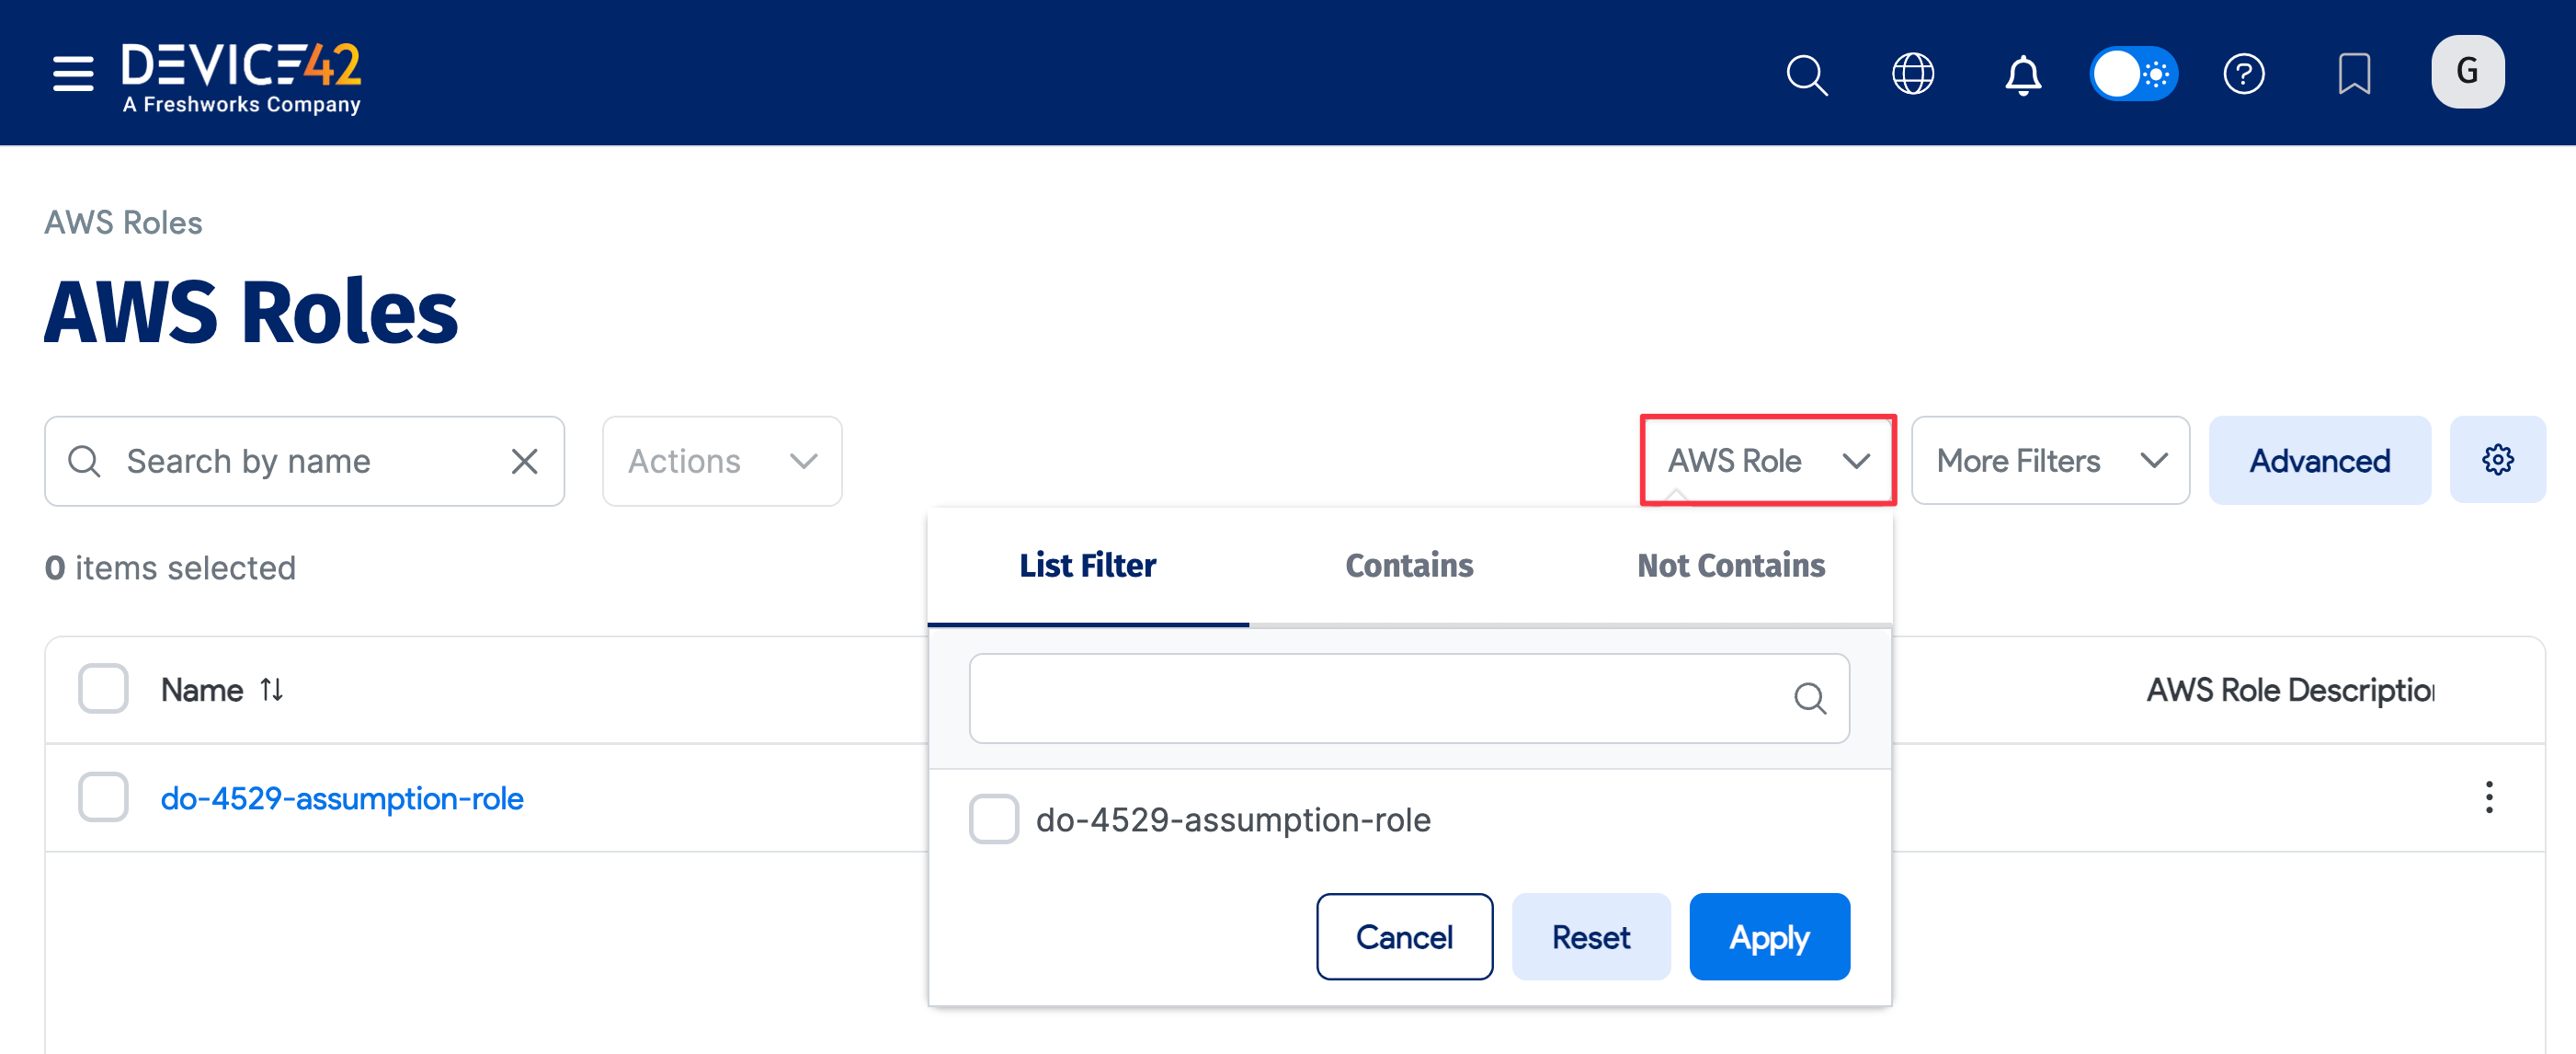 DEVICE42
A Freshworks Company
?
G
AWS Roles
AWS Roles
Search by name
Actions
AWS Role
More Filters
Advanced
0 items selected
List Filter
Contains
Not Contains
Name
AWS Role Description
do-4529-assumption-role
do-4529-assumption-role
Cancel
Reset
Apply